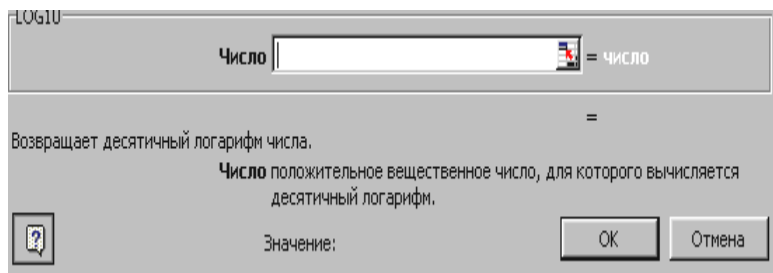 LOG10
Число = число
=
Возвращает десятичный логарифм числа.
Число положительное вещественное число, для которого вычисляется
десятичный логарифм.
Значение: OK Отмена